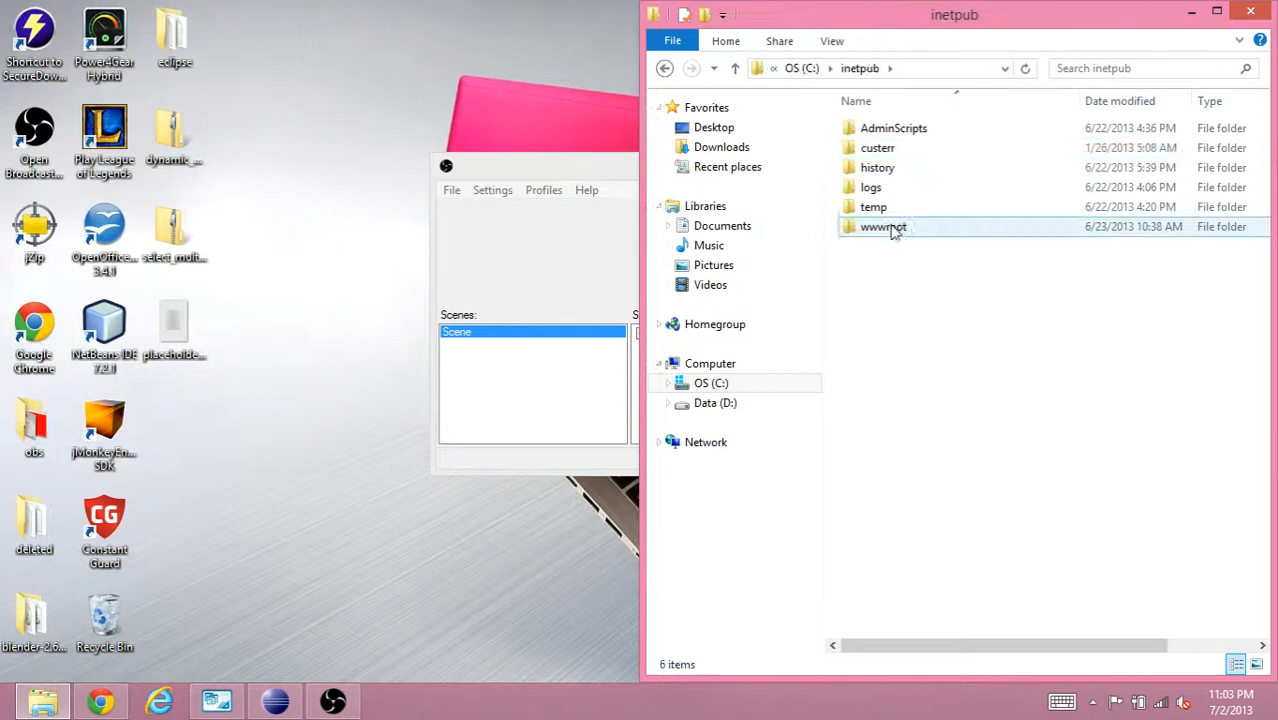 Shortcut to
SecureDow...
Power4Gear
Hybrid
eclipse
Open
Broadcast...
Play League
of Legends
dynamic_...
jZip
OpenOffice...
3.4.1
select_mult...
Google
Chrome
NetBeans IDE
7.2.1
placeholde...
obs
jMonkeyEn...
SDK
deleted
CG
Constant
Guard
blender-2.6...
Recycle Bin
File
Settings
Profiles
Help
Scenes:
S
Scene
inetpub
File
Home
Share
View
« OS (C:) ▸ inetpub ▸
Search inetpub
Name
Date modified
Type
Favorites
Desktop
Downloads
Recent places
Libraries
Documents
Music
Pictures
Videos
Homegroup
Computer
OS (C:)
Data (D:)
Network
AdminScripts 6/22/2013 4:36 PM File folder
custerr 1/26/2013 5:08 AM File folder
history 6/22/2013 5:39 PM File folder
logs 6/22/2013 4:06 PM File folder
temp 6/22/2013 4:20 PM File folder
wwwroot 6/23/2013 10:38 AM File folder
6 items
11:03 PM
7/2/2013